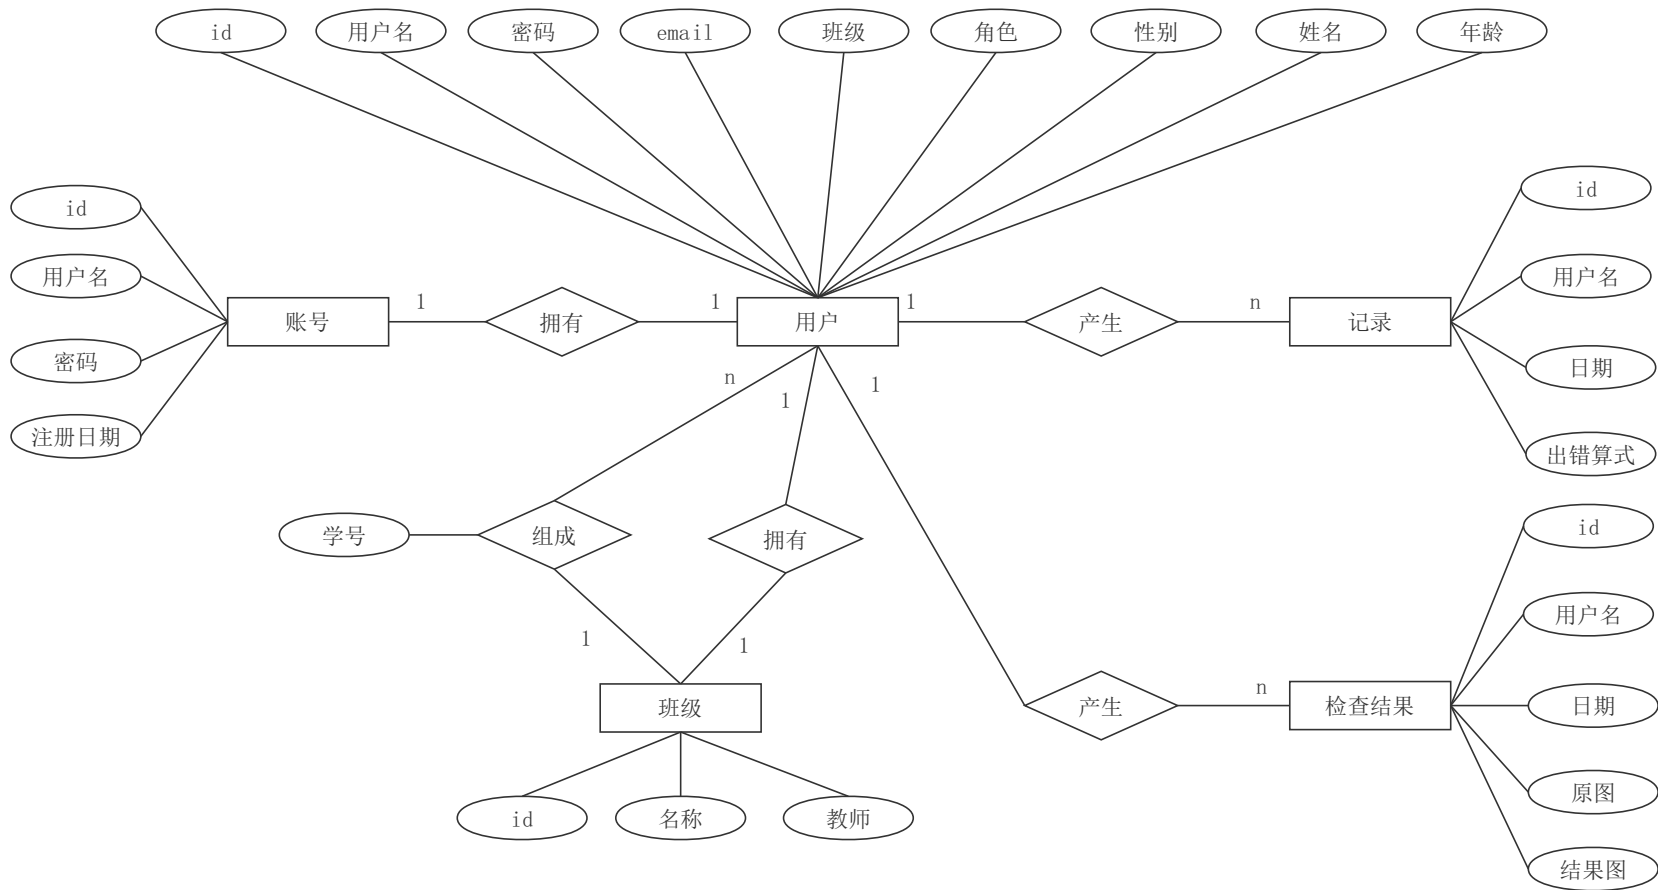 id 用户名 密码 email 班级 角色 性别 姓名 年龄
id
id
用户名
用户名
1 1 1 n
账号 拥有 用户 产生 记录
密码
日期
n 1 1
注册日期
出错算式
学号 组成 拥有
id
用户名
1 1
n
班级 产生 检查结果 日期
原图
id 名称 教师
结果图